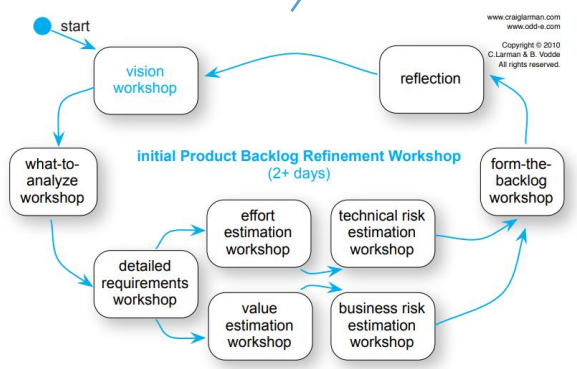 start
www.craiglarman.com
www.odd-e.com
Copyright © 2010
C.Larman & B. Vodde
All rights reserved.
vision
workshop
reflection
what-to-
analyze
workshop
initial Product Backlog Refinement Workshop
(2+ days)
form-the-
backlog
workshop
effort
estimation
workshop
technical risk
estimation
workshop
detailed
requirements
workshop
value
estimation
workshop
business risk
estimation
workshop